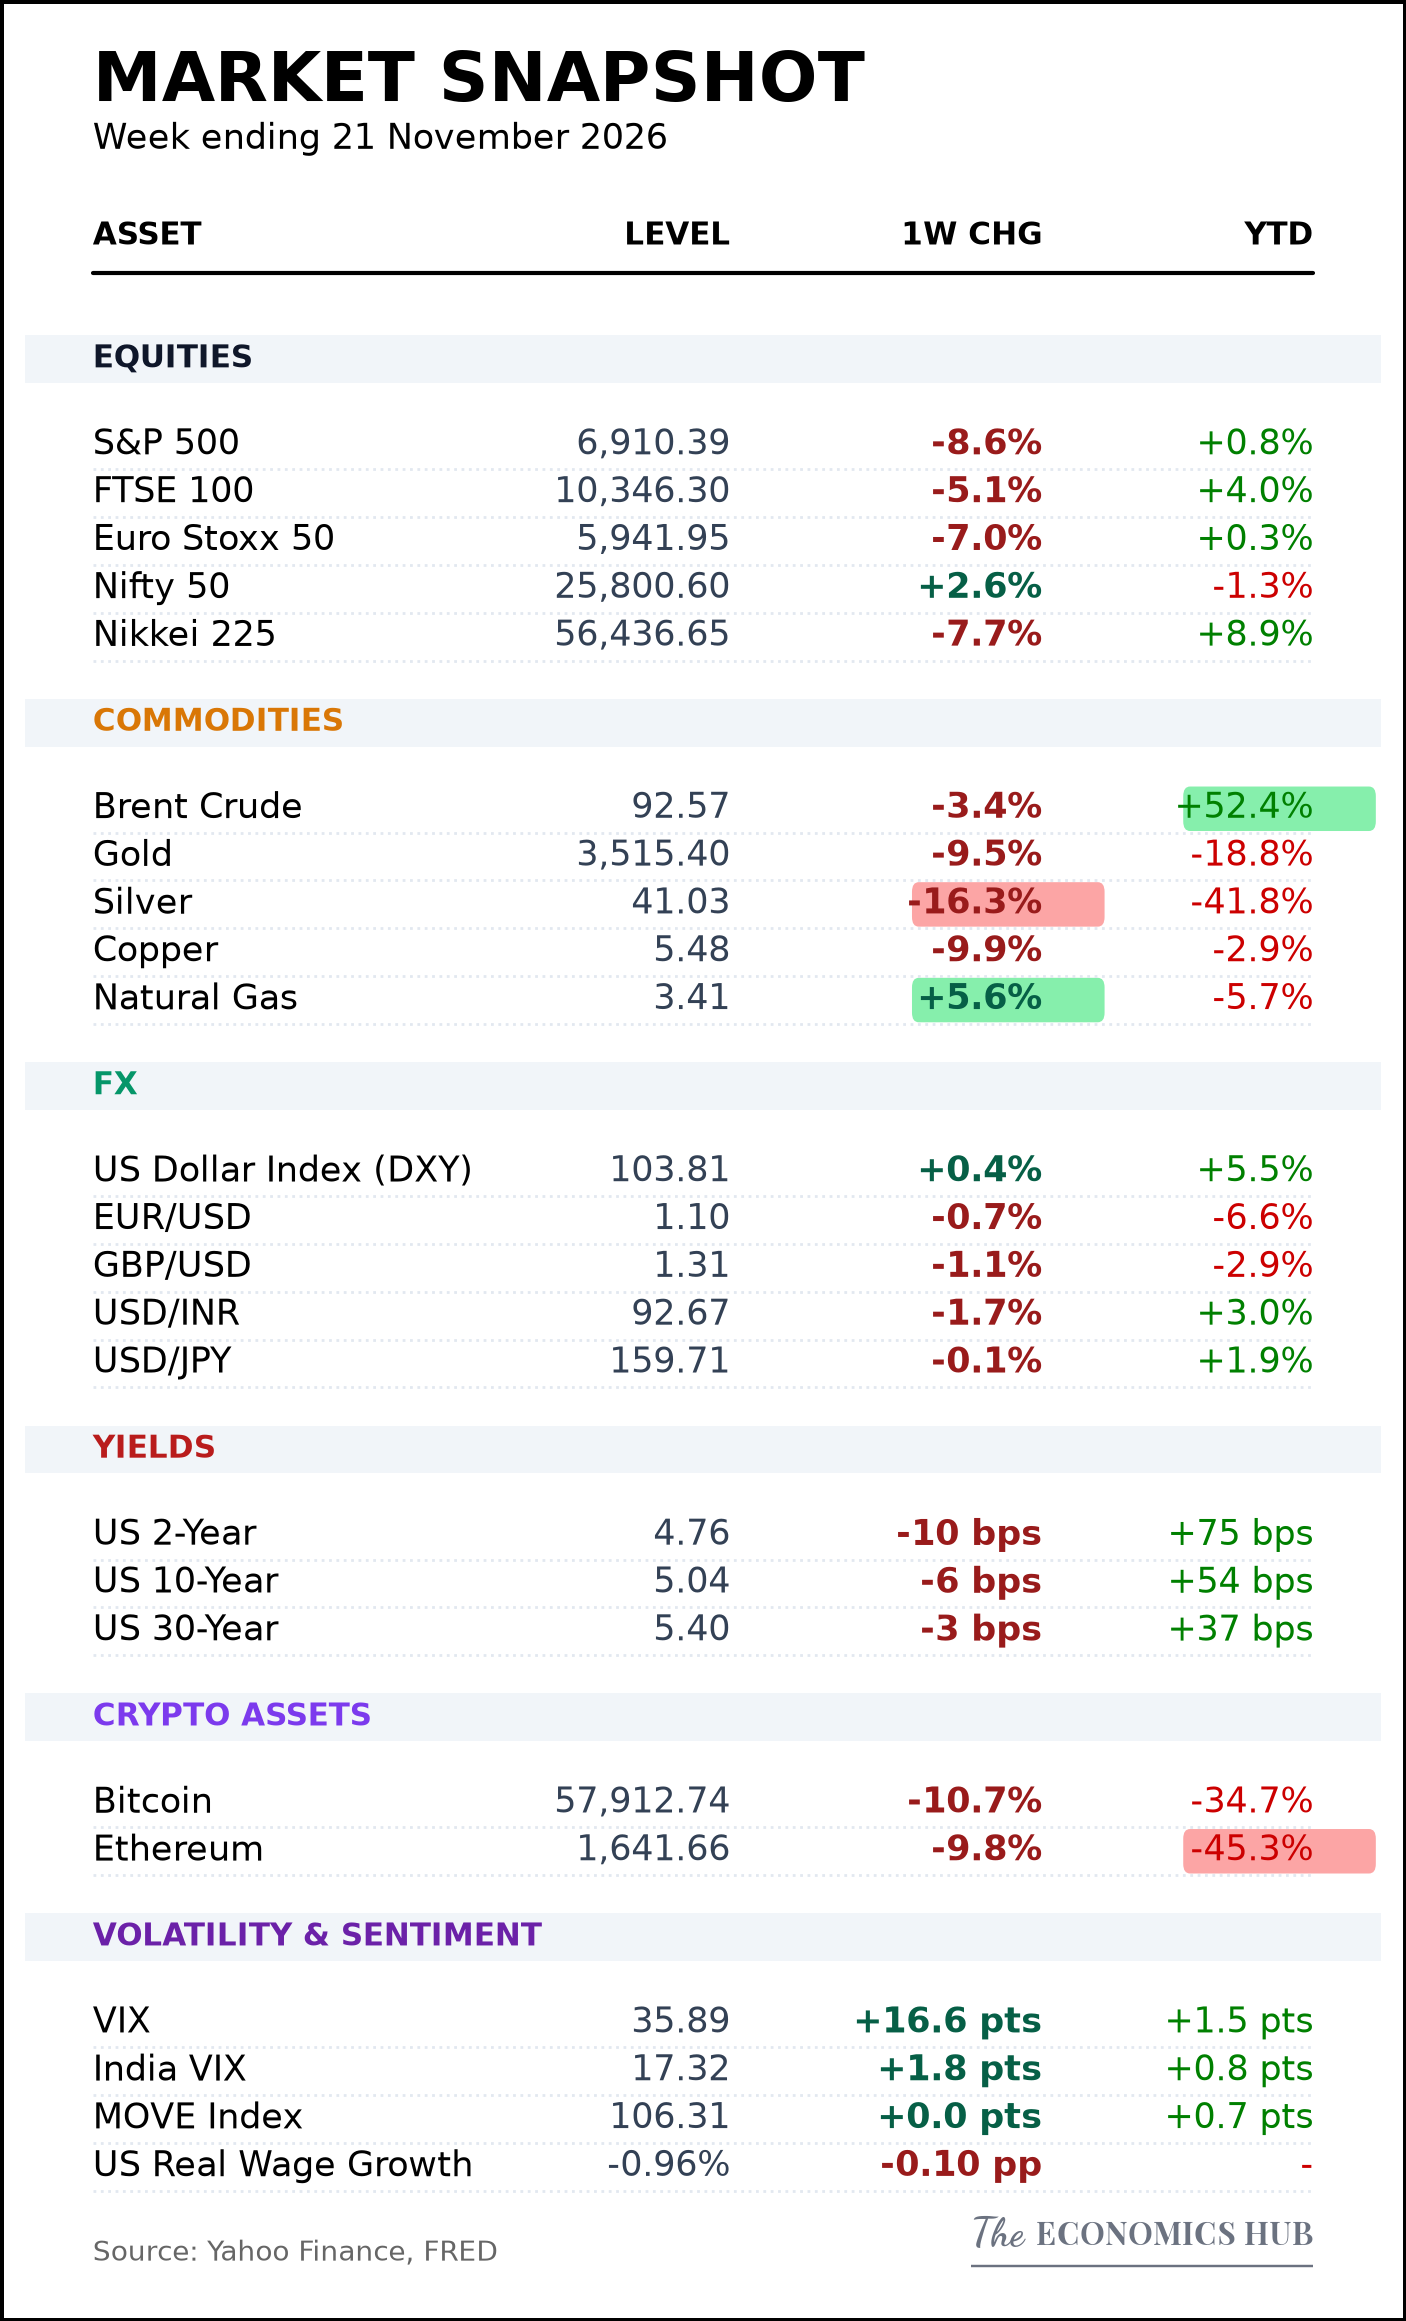 MARKET SNAPSHOT
Week ending 21 November 2026
ASSET LEVEL 1W CHG YTD
EQUITIES
S&P 500 6,910.39 -8.6% +0.8%
FTSE 100 10,346.30 -5.1% +4.0%
Euro Stoxx 50 5,941.95 -7.0% +0.3%
Nifty 50 25,800.60 +2.6% -1.3%
Nikkei 225 56,436.65 -7.7% +8.9%
COMMODITIES
Brent Crude 92.57 -3.4% +52.4%
Gold 3,515.40 -9.5% -18.8%
Silver 41.03 -16.3% -41.8%
Copper 5.48 -9.9% -2.9%
Natural Gas 3.41 +5.6% -5.7%
FX
US Dollar Index (DXY) 103.81 +0.4% +5.5%
EUR/USD 1.10 -0.7% -6.6%
GBP/USD 1.31 -1.1% -2.9%
USD/INR 92.67 -1.7% +3.0%
USD/JPY 159.71 -0.1% +1.9%
YIELDS
US 2-Year 4.76 -10 bps +75 bps
US 10-Year 5.04 -6 bps +54 bps
US 30-Year 5.40 -3 bps +37 bps
CRYPTO ASSETS
Bitcoin 57,912.74 -10.7% -34.7%
Ethereum 1,641.66 -9.8% -45.3%
VOLATILITY & SENTIMENT
VIX 35.89 +16.6 pts +1.5 pts
India VIX 17.32 +1.8 pts +0.8 pts
MOVE Index 106.31 +0.0 pts +0.7 pts
US Real Wage Growth -0.96% -0.10 pp -
The ECONOMICS HUB
Source: Yahoo Finance, FRED